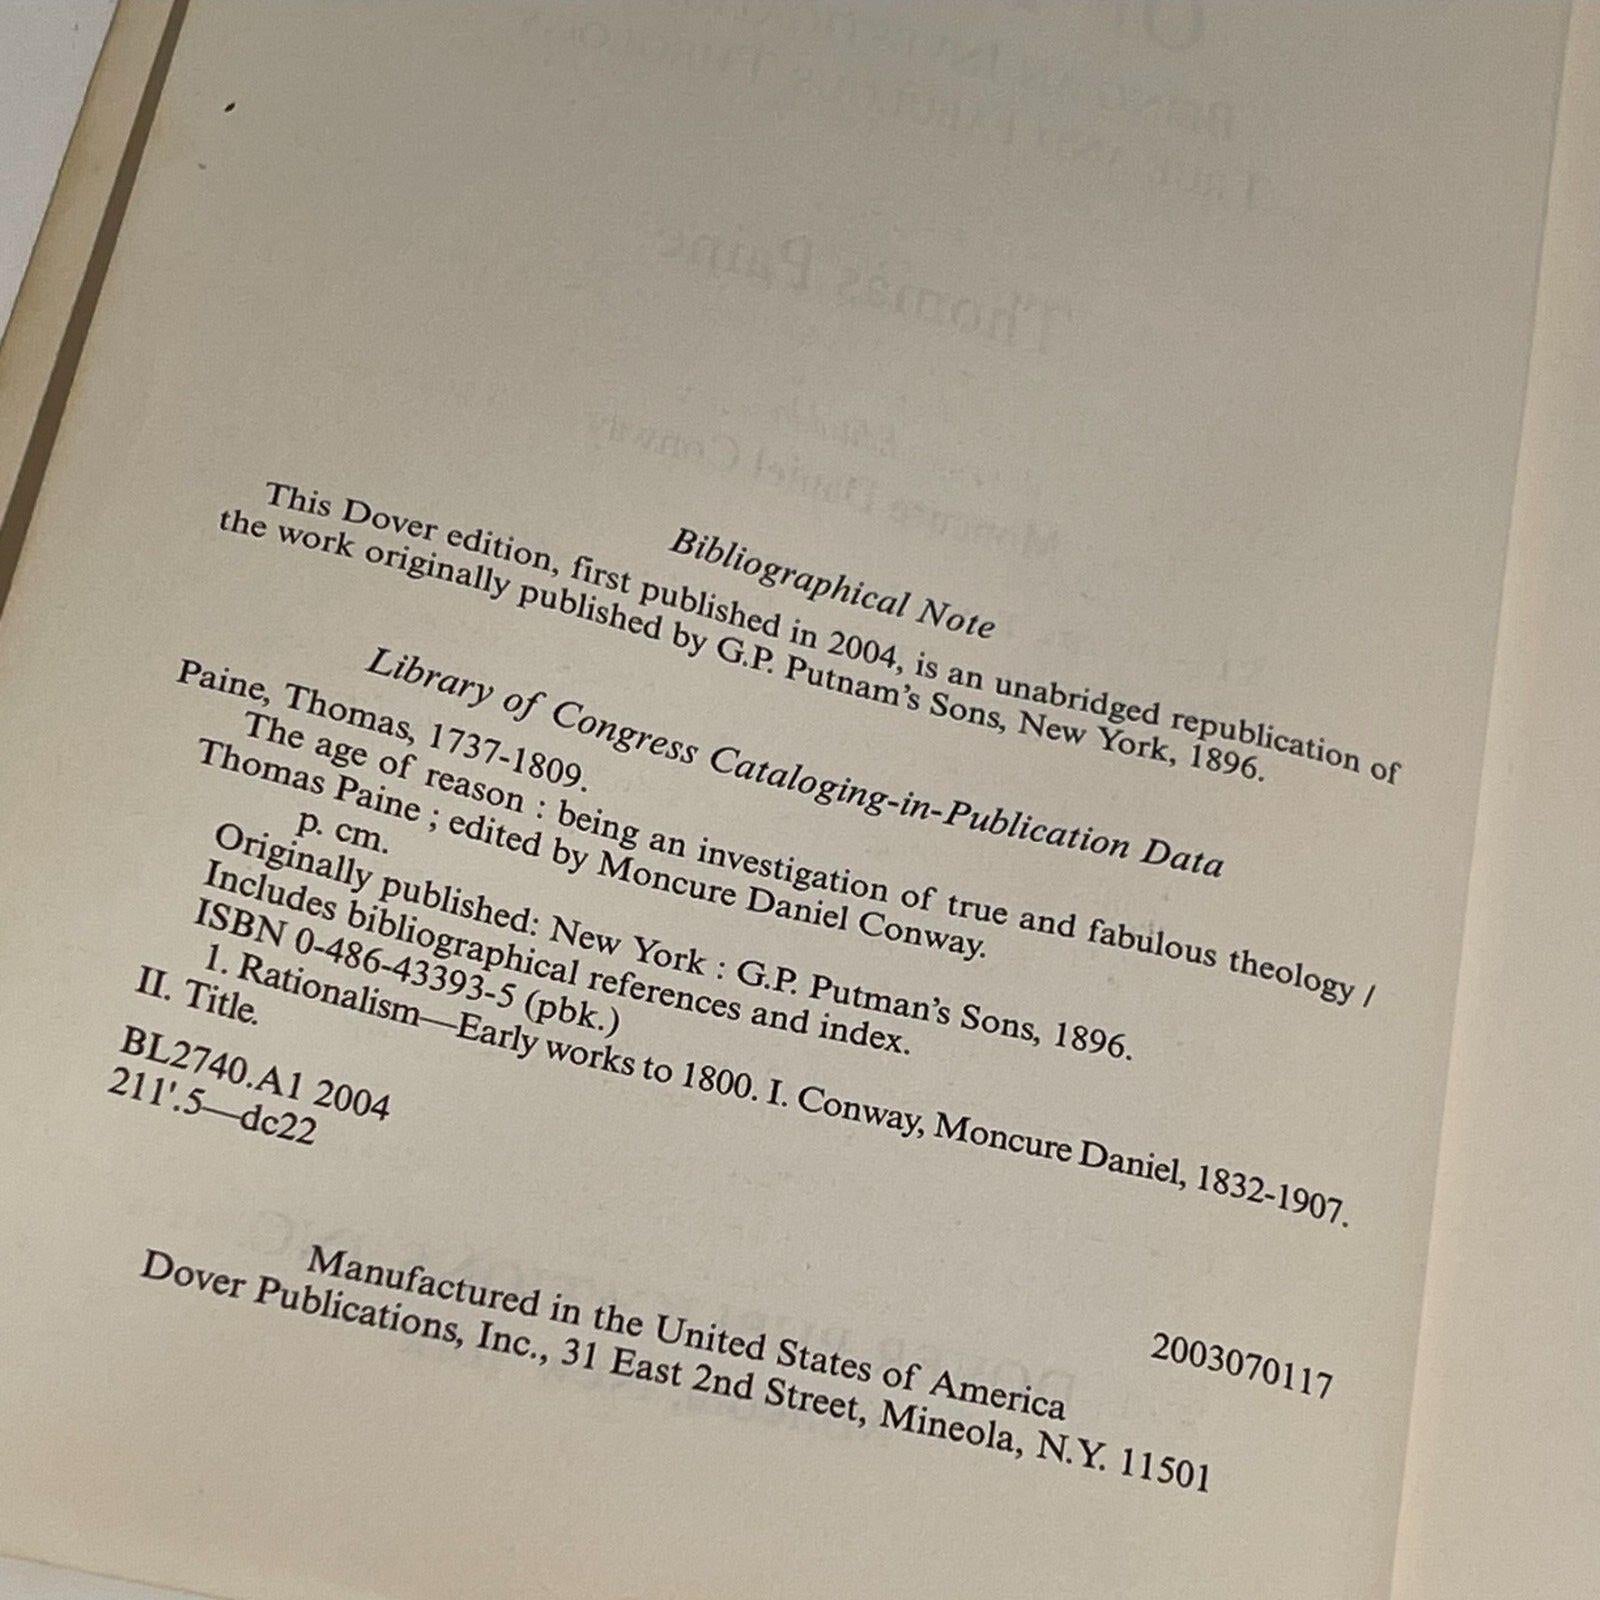 Bibliographical Note
This Dover edition, first published in 2004, is an unabridged republication of
the work originally published by G.P. Putnam's Sons, New York, 1896.
Library of Congress Cataloging-in-Publication Data
Paine, Thomas, 1737-1809.
The age of reason : being an investigation of true and fabulous theology /
Thomas Paine ; edited by Moncure Daniel Conway.
p. cm.
Originally published: New York : G.P. Putman's Sons, 1896.
Includes bibliographical references and index.
ISBN 0-486-43393-5 (pbk.)
1. Rationalism—Early works to 1800. I. Conway, Moncure Daniel, 1832-1907.
II. Title.
BL2740.A1 2004
211'.5—dc22
2003070117
Manufactured in the United States of America
Dover Publications, Inc., 31 East 2nd Street, Mineola, N.Y. 11501